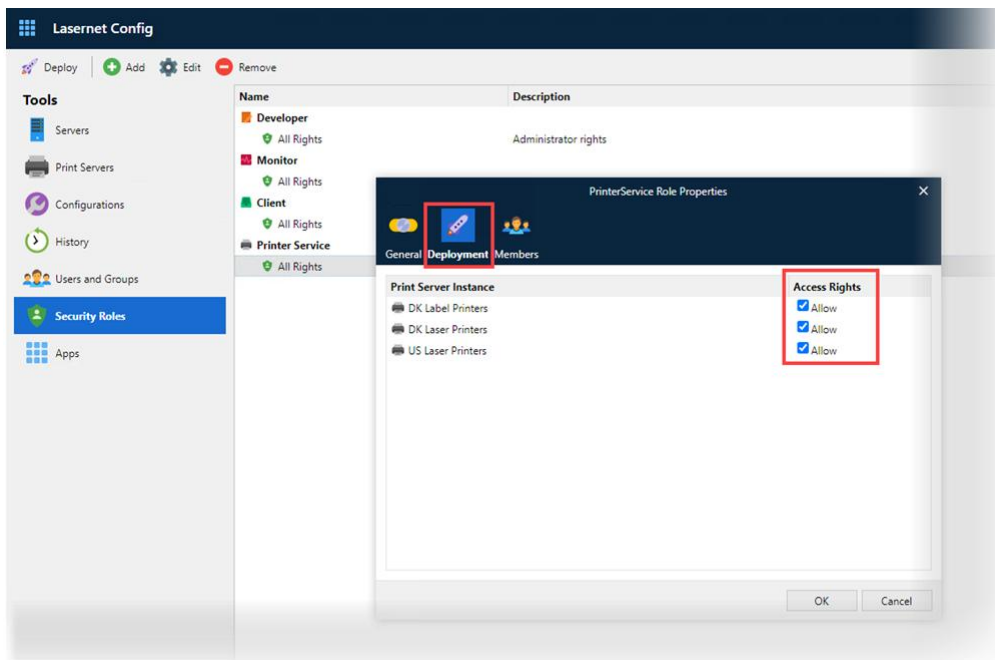 Lasernet Config
Deploy Add Edit Remove
Tools
Servers
Print Servers
Configurations
History
Users and Groups
Security Roles
Apps
Name Description
Developer
All Rights Administrator rights
Monitor
All Rights
Client
All Rights
Printer Service
All Rights
PrinterService Role Properties
General Deployment Members
Print Server Instance Access Rights
DK Label Printers Allow
DK Laser Printers Allow
US Laser Printers Allow
OK Cancel